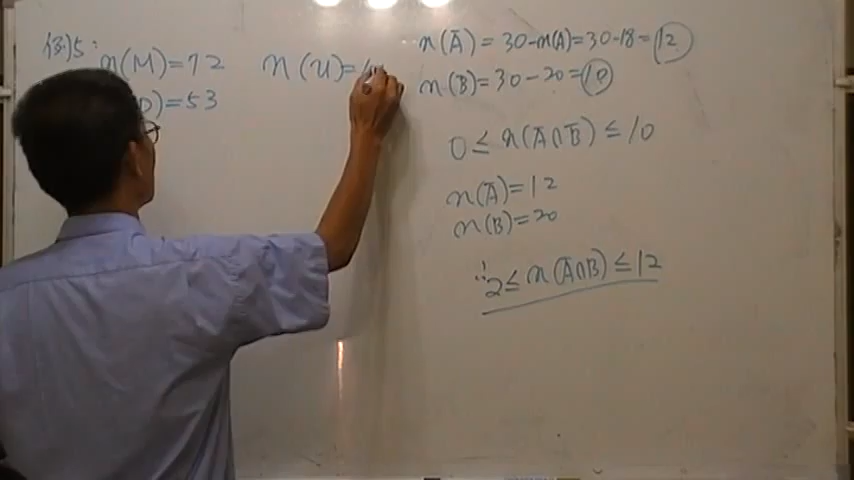 例5:
n(M)=72
n(U)=
)=53
n(A̅)=30-n(A)=30-18=12
n(B̅)=30-20=10
0≤n(A̅∩B̅)≤10
n(A̅)=12
n(B)=20
∴2≤n(A̅∩B)≤12